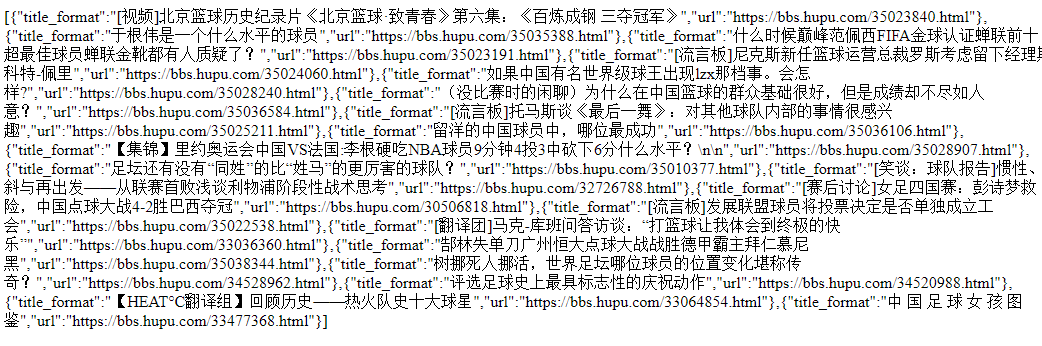 [{"title_format":"[视频]北京篮球历史纪录片《北京篮球·致青春》第六集：《百炼成钢 三夺冠军》","url":"https://bbs.hupu.com/35023840.html"},
{"title_format":"于根伟是一个什么水平的球员","url":"https://bbs.hupu.com/35035388.html"},{"title_format":"什么时候巅峰范佩西FIFA金球认证蝉联前十
超最佳球员蝉联金靴都有人质疑了？","url":"https://bbs.hupu.com/35023191.html"},{"title_format":"[流言板]尼克斯新任篮球运营总裁罗斯考虑留下经理斯
科特-佩里","url":"https://bbs.hupu.com/35024060.html"},{"title_format":"如果中国有名世界级球王出现lzx那档事。会怎
样?","url":"https://bbs.hupu.com/35028240.html"},{"title_format":"（没比赛时的闲聊）为什么在中国篮球的群众基础很好，但是成绩却不尽如人
意？","url":"https://bbs.hupu.com/35036584.html"},{"title_format":"[流言板]托马斯谈《最后一舞》：对其他球队内部的事情很感兴
趣","url":"https://bbs.hupu.com/35025211.html"},{"title_format":"留洋的中国球员中，哪位最成功","url":"https://bbs.hupu.com/35036106.html"},
{"title_format":"【集锦】里约奥运会中国VS法国:李根硬吃NBA球员9分钟4投3中砍下6分什么水平？\n\n","url":"https://bbs.hupu.com/35028907.html"},
{"title_format":"足坛还有没有“同姓”的比“姓马”的更厉害的球队？","url":"https://bbs.hupu.com/35010377.html"},{"title_format":"[笑谈：球队报告]惯性、
斜与再出发——从联赛首败浅谈利物浦阶段性战术思考","url":"https://bbs.hupu.com/32726788.html"},{"title_format":"[赛后讨论]女足四国赛：彭诗梦救
险，中国点球大战4-2胜巴西夺冠","url":"https://bbs.hupu.com/30506818.html"},{"title_format":"[流言板]发展联盟球员将投票决定是否单独成立工
会","url":"https://bbs.hupu.com/35022538.html"},{"title_format":"[翻译团]马克-库班问答访谈：“打篮球让我体会到终极的快
乐”","url":"https://bbs.hupu.com/33036360.html"},{"title_format":"郜林失单刀广州恒大点球大战战胜德甲霸主拜仁慕尼
黑","url":"https://bbs.hupu.com/35038344.html"},{"title_format":"树挪死人挪活，世界足坛哪位球员的位置变化堪称传
奇？","url":"https://bbs.hupu.com/34528962.html"},{"title_format":"评选足球史上最具标志性的庆祝动作","url":"https://bbs.hupu.com/34520988.html"},
{"title_format":"【HEAT°C翻译组】回顾历史——热火队史十大球星","url":"https://bbs.hupu.com/33064854.html"},{"title_format":"中 国 足 球 女 孩 图
鉴","url":"https://bbs.hupu.com/33477368.html"}]